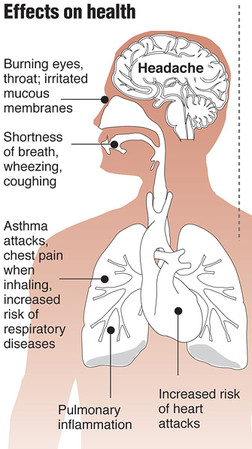 Effects on health
Burning eyes,
throat; irritated
mucous
membranes
Headache
Shortness
of breath,
wheezing,
coughing
Asthma
attacks,
chest pain
when
inhaling,
increased
risk of
respiratory
diseases
Pulmonary
inflammation
Increased risk
of heart
attacks